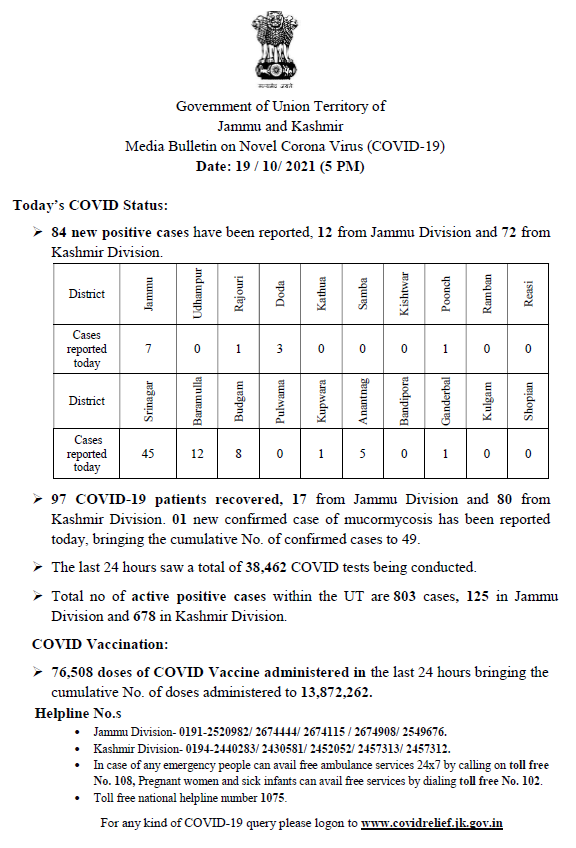 सत्यमेव जयते
Government of Union Territory of
Jammu and Kashmir
Media Bulletin on Novel Corona Virus (COVID-19)
Date: 19 / 10/ 2021 (5 PM)
Today's COVID Status:
➢ 84 new positive cases have been reported, 12 from Jammu Division and 72 from
Kashmir Division.
District Jammu Udhampur Rajouri Doda Kathua Samba Kishtwar Poonch Ramban Reasi
Cases
reported
today 7 0 1 3 0 0 0 1 0 0
District Srinagar Baramulla Budgam Pulwama Kupwara Anantnag Bandipora Ganderbal Kulgam Shopian
Cases
reported
today 45 12 8 0 1 5 0 1 0 0
➢ 97 COVID-19 patients recovered, 17 from Jammu Division and 80 from
Kashmir Division. 01 new confirmed case of mucormycosis has been reported
today, bringing the cumulative No. of confirmed cases to 49.
➢ The last 24 hours saw a total of 38,462 COVID tests being conducted.
➢ Total no of active positive cases within the UT are 803 cases, 125 in Jammu
Division and 678 in Kashmir Division.
COVID Vaccination:
➢ 76,508 doses of COVID Vaccine administered in the last 24 hours bringing the
cumulative No. of doses administered to 13,872,262.
Helpline No.s
• Jammu Division- 0191-2520982/ 2674444/ 2674115 / 2674908/ 2549676.
• Kashmir Division- 0194-2440283/ 2430581/ 2452052/ 2457313/ 2457312.
• In case of any emergency people can avail free ambulance services 24x7 by calling on toll free
No. 108, Pregnant women and sick infants can avail free services by dialing toll free No. 102.
• Toll free national helpline number 1075.
For any kind of COVID-19 query please logon to www.covidrelief.jk.gov.in